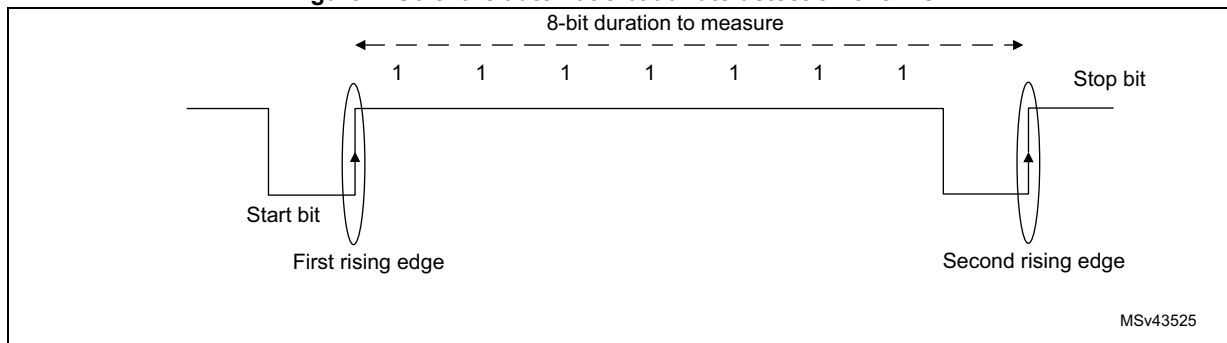 8-bit duration to measure
1 1 1 1 1 1 1
Stop bit
Start bit
First rising edge
Second rising edge
MSv43525